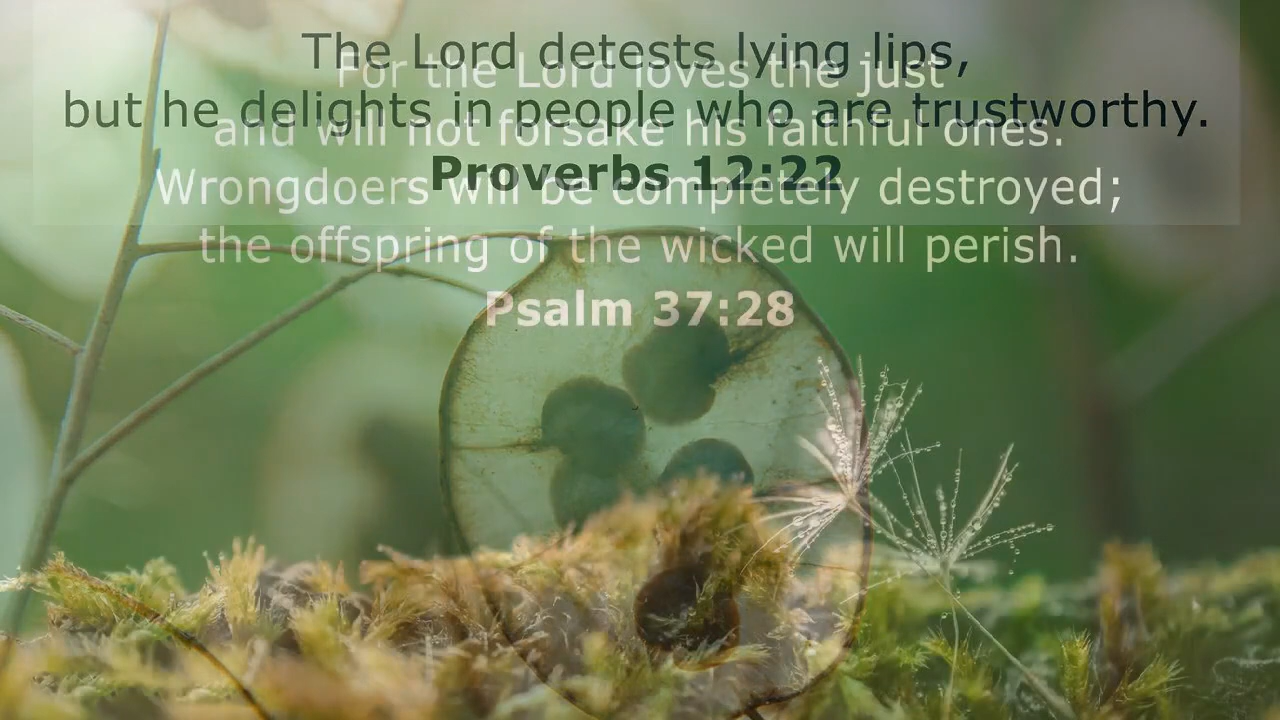 The Lord detests lying lips,
but he delights in people who are trustworthy.
Proverbs 12:22
For the Lord loves the just
and will not forsake his faithful ones.
Wrongdoers will be completely destroyed;
the offspring of the wicked will perish.
Psalm 37:28